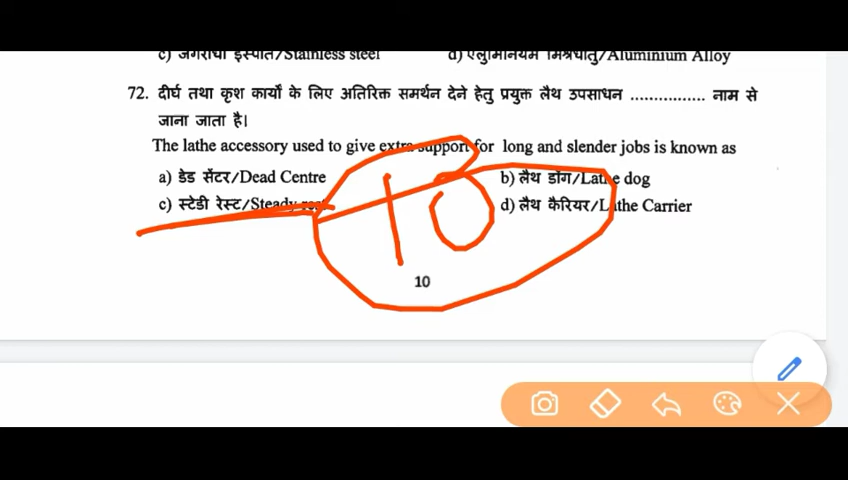 c) जंगरोधी इस्पात/Stainless steel d) एलुमिनियम मिश्रधातु/Aluminium Alloy
72. दीर्घ तथा कृश कार्यों के लिए अतिरिक्त समर्थन देने हेतु प्रयुक्त लैथ उपसाधन ................ नाम से
जाना जाता है।
The lathe accessory used to give extra support for long and slender jobs is known as
a) डेड सेंटर/Dead Centre b) लैथ डॉग/Lathe dog
c) स्टेडी रेस्ट/Steady rest d) लैथ कैरियर/Lathe Carrier
10
10